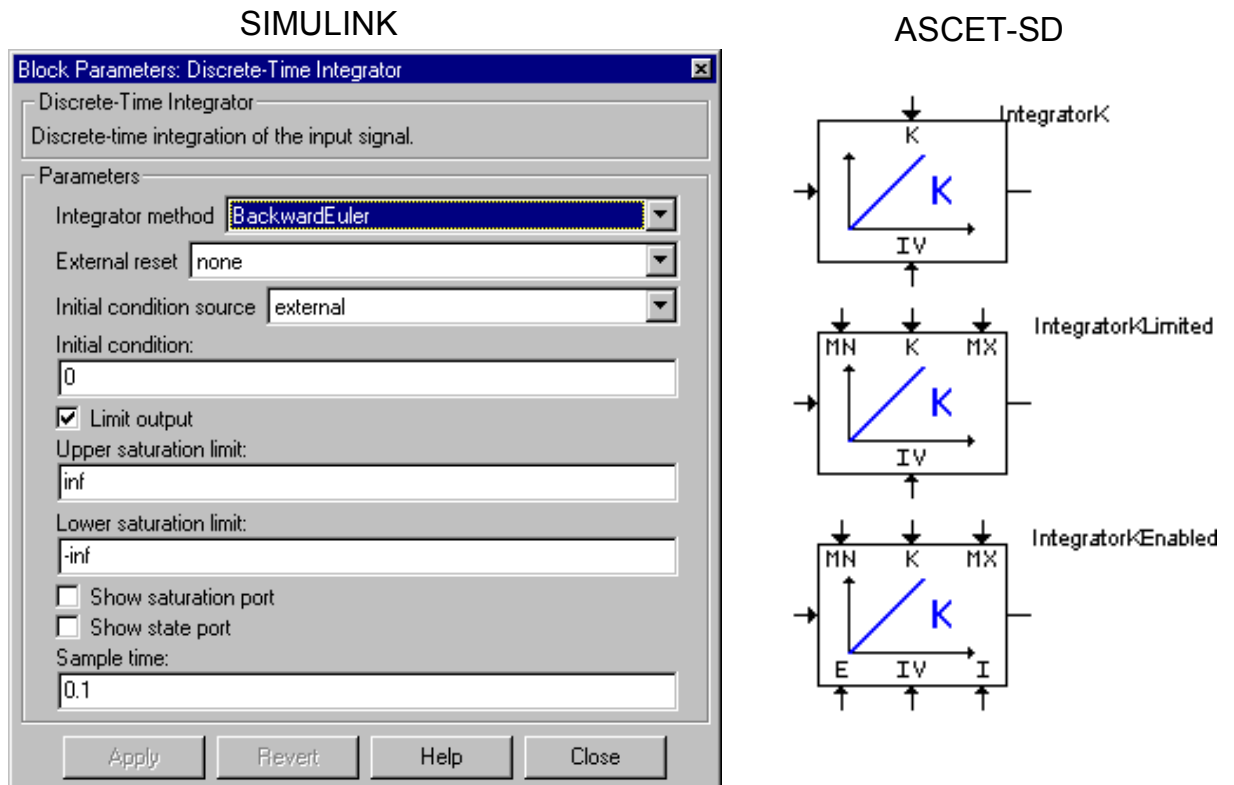 SIMULINK
Block Parameters: Discrete-Time Integrator
Discrete-Time Integrator
Discrete-time integration of the input signal.
Parameters
Integrator method BackwardEuler
External reset none
Initial condition source external
Initial condition:
0
Limit output
Upper saturation limit:
inf
Lower saturation limit:
-inf
Show saturation port
Show state port
Sample time:
0.1
Apply Revert Help Close
ASCET-SD
IntegratorK
K
K
IV
IntegratorKLimited
MN K MX
K
IV
IntegratorKEnabled
MN K MX
K
E IV I